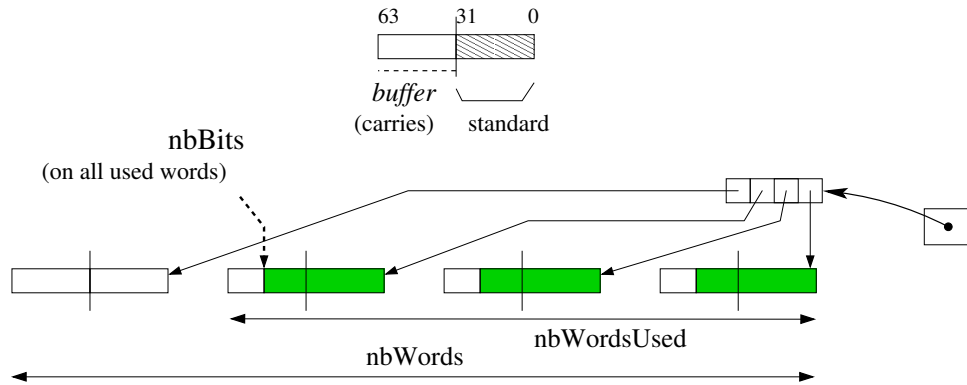 63 31 0
buffer
(carries) standard
nbBits
(on all used words)
nbWordsUsed
nbWords